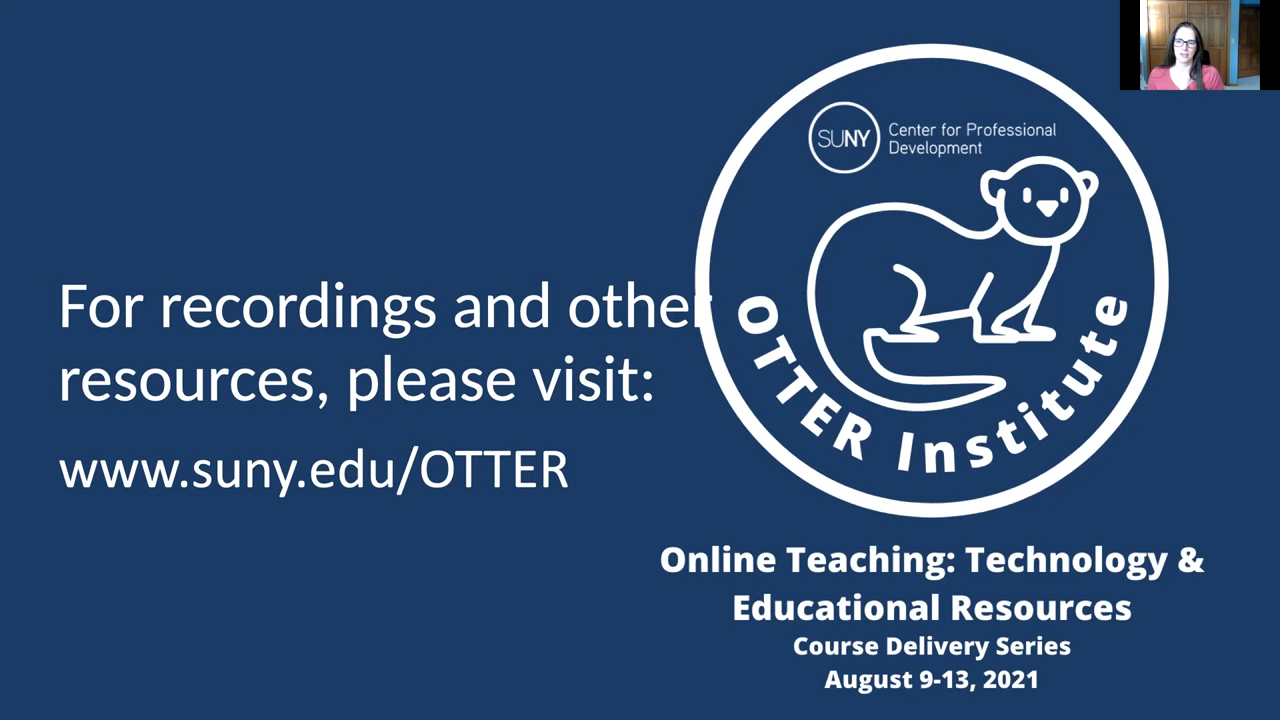 For recordings and other
resources, please visit:
www.suny.edu/OTTER
SUNY
Center for Professional
Development
OTTER Institute
Online Teaching: Technology &
Educational Resources
Course Delivery Series
August 9-13, 2021